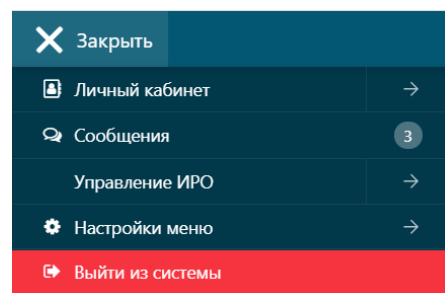 Закрыть
Личный кабинет
Сообщения 3
Управление ИРО
Настройки меню
Выйти из системы